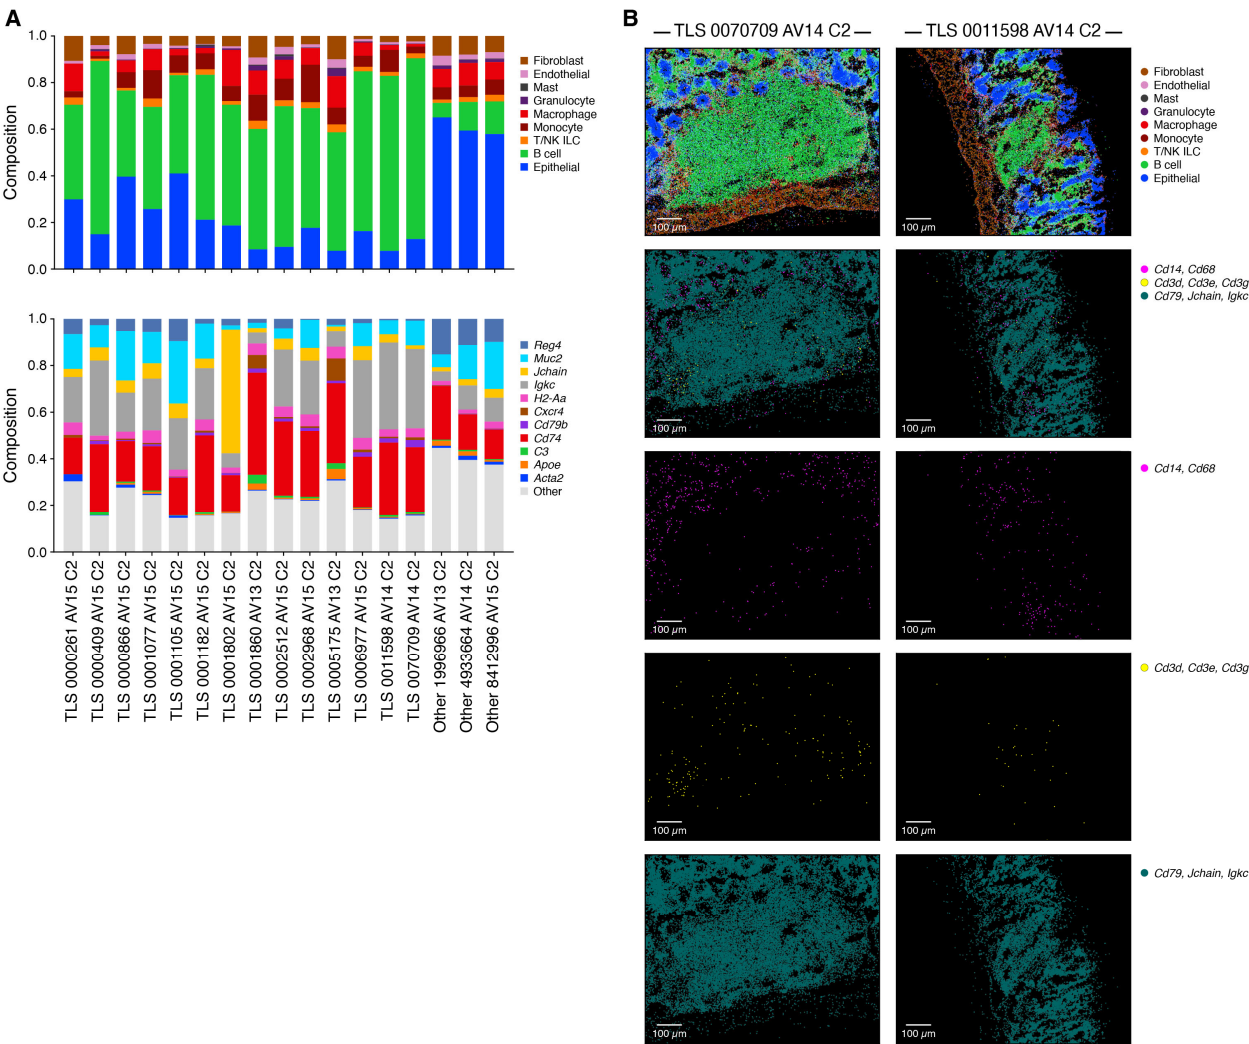 A
Composition
1.0
0.8
0.6
0.4
0.2
0.0
Fibroblast
Endothelial
Mast
Granulocyte
Macrophage
Monocyte
T/NK ILC
B cell
Epithelial
Composition
1.0
0.8
0.6
0.4
0.2
0.0
Reg4
Muc2
Jchain
Igkc
H2-Aa
Cxcr4
Cd79b
Cd74
C3
Apoe
Acta2
Other
TLS 0000261 AV15 C2
TLS 0000409 AV15 C2
TLS 0000866 AV15 C2
TLS 0001077 AV15 C2
TLS 0001105 AV15 C2
TLS 0001182 AV15 C2
TLS 0001802 AV15 C2
TLS 0001860 AV13 C2
TLS 0002512 AV15 C2
TLS 0002968 AV15 C2
TLS 0005175 AV13 C2
TLS 0006977 AV15 C2
TLS 0011598 AV14 C2
TLS 0070709 AV14 C2
Other 1996966 AV13 C2
Other 4933664 AV14 C2
Other 8412996 AV15 C2
B
TLS 0070709 AV14 C2
TLS 0011598 AV14 C2
100 µm
100 µm
Fibroblast
Endothelial
Mast
Granulocyte
Macrophage
Monocyte
T/NK ILC
B cell
Epithelial
100 µm
100 µm
Cd14, Cd68
Cd3d, Cd3e, Cd3g
Cd79, Jchain, Igkc
100 µm
100 µm
Cd14, Cd68
100 µm
100 µm
Cd3d, Cd3e, Cd3g
100 µm
100 µm
Cd79, Jchain, Igkc